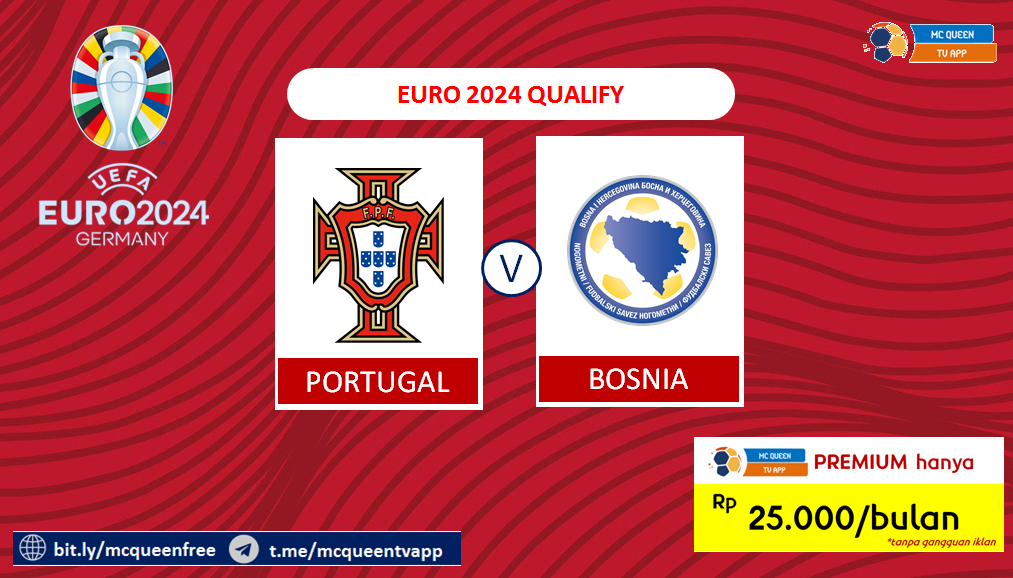 MC QUEEN
TV APP
EURO 2024 QUALIFY
UEFA
EURO2024
GERMANY
F.P.F.
V
BOSNA I HERCEGOVINA БОСНА И ХЕРЦЕГОВИНА
NOGOMETNI / FUDBALSKI SAVEZ НОГОМЕТНИ / ФУДБАЛСКИ САВЕЗ
PORTUGAL
BOSNIA
MC QUEEN
TV APP
PREMIUM hanya
Rp 25.000/bulan
*tanpa gangguan iklan
bit.ly/mcqueenfree
t.me/mcqueentvapp